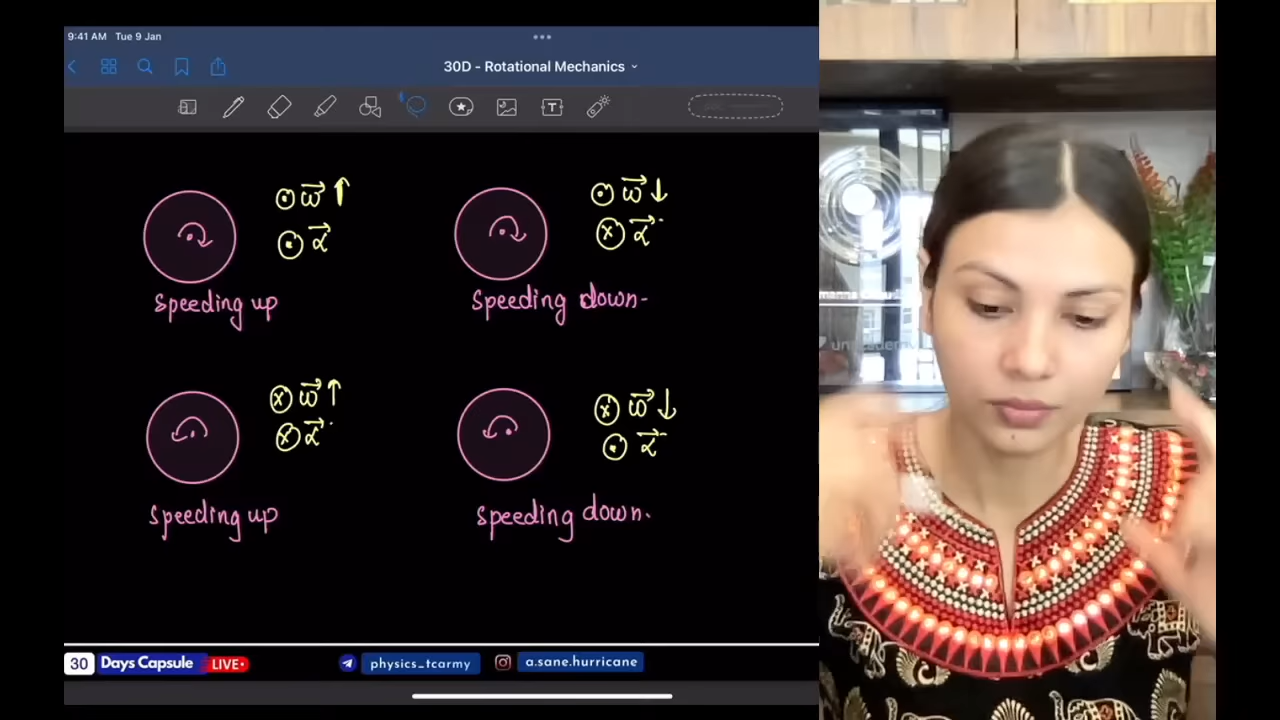 9:41 AM Tue 9 Jan
30D - Rotational Mechanics
T
⊙ ω⃗ ↑
⊙ α⃗
speeding up
⊙ ω⃗ ↓
⊗ α⃗
speeding down-
⊗ ω⃗ ↑
⊗ α⃗
speeding up
⊗ ω⃗ ↓
⊙ α⃗
speeding down.
30 Days Capsule LIVE
physics_tcarmy
a.sane.hurricane